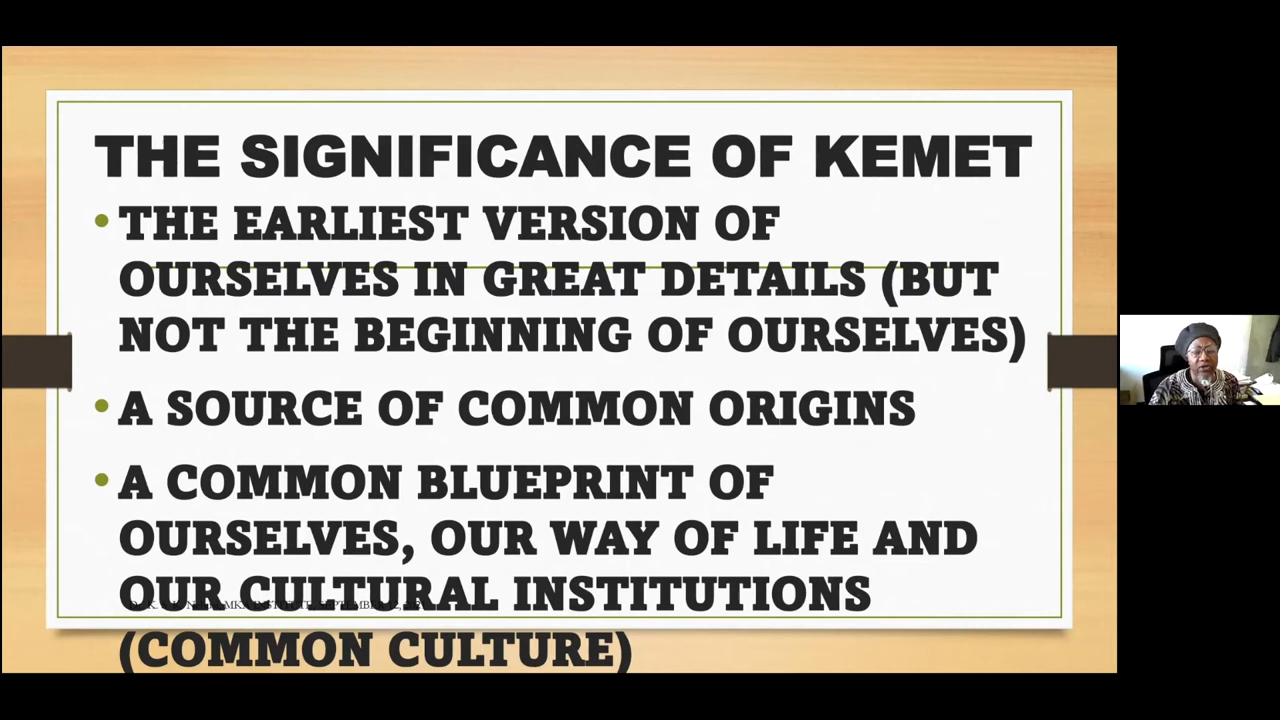 THE SIGNIFICANCE OF KEMET
• THE EARLIEST VERSION OF
OURSELVES IN GREAT DETAILS (BUT
NOT THE BEGINNING OF OURSELVES)
• A SOURCE OF COMMON ORIGINS
• A COMMON BLUEPRINT OF
OURSELVES, OUR WAY OF LIFE AND
OUR CULTURAL INSTITUTIONS
(COMMON CULTURE)